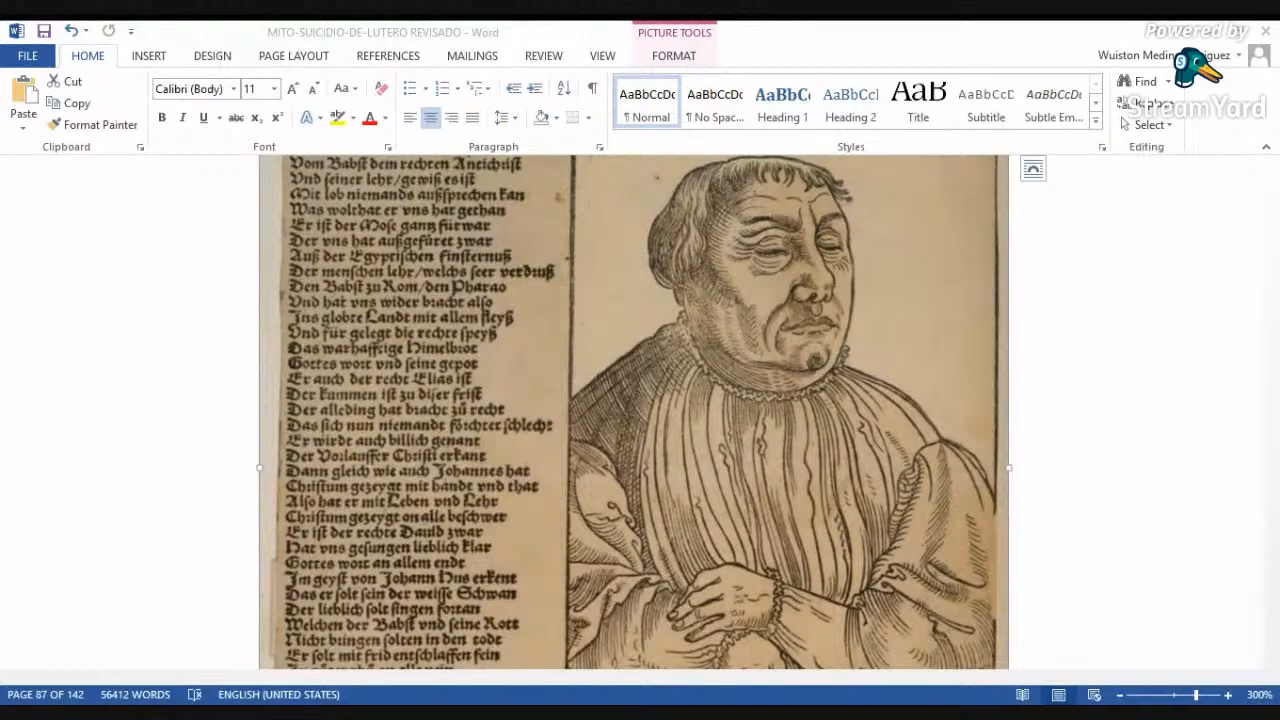 MITO-SUICIDIO-DE-LUTERO REVISADO - Word
PICTURE TOOLS
Powered by
FILE HOME INSERT DESIGN PAGE LAYOUT REFERENCES MAILINGS REVIEW VIEW FORMAT
Wuiston Medin
StreamYard
Cut
Copy
Format Painter
Paste
Clipboard
Calibri (Body) 11
Font
Paragraph
AaBbCcDc AaBbCcDc AaBbCc AaBbCcl AaB AaBbCcD AaBbCcDc
¶ Normal ¶ No Spac... Heading 1 Heading 2 Title Subtitle Subtle Em...
Styles
Find
Select
Editing
Vom Babst dem rechten Antichrist
Vnd seiner lehr/gewiß es ist
Mit lob niemands außsprechen kan
Was wolthat er vns hat gethan
Er ist der Mose gantz fürwar
Der vns hat außgefüret zwar
Auß der Egyptischen finsternuß
Der menschen lehr/welchs seer verdruß
Den Babst zu Rom/den Pharao
Vnd hat vns wider bracht also
Ins globte Landt mit allem fleyß
Vnd für gelegt die rechte speyß
Das warhafftige Himelbrot
Gottes wort vnd seine gepot
Er auch der recht Elias ist
Der kummen ist zu diser frist
Der alleding hat bracht zů recht
Das sich nun niemandt förchtet schlecht
Er wirdt auch billich genant
Der Vorlauffer Christi erkant
Dann gleich wie auch Johannes hat
Christum gezeygt mit handt vnd that
Also hat er mit Leben vnd Lehr
Christum gezeygt on alle beschwer
Er ist der rechte Dauid zwar
Hat vns gesungen lieblich klar
Gottes wort an allem endt
Im geyst von Johann Hus erkent
Das er solt sein der weisse Schwan
Der lieblich solt singen fortan
Welchen der Babst vnd seine Rott
Nicht bringen solten in den todt
Er solt mit frid entschlaffen fein
PAGE 87 OF 142 56412 WORDS ENGLISH (UNITED STATES) 300%